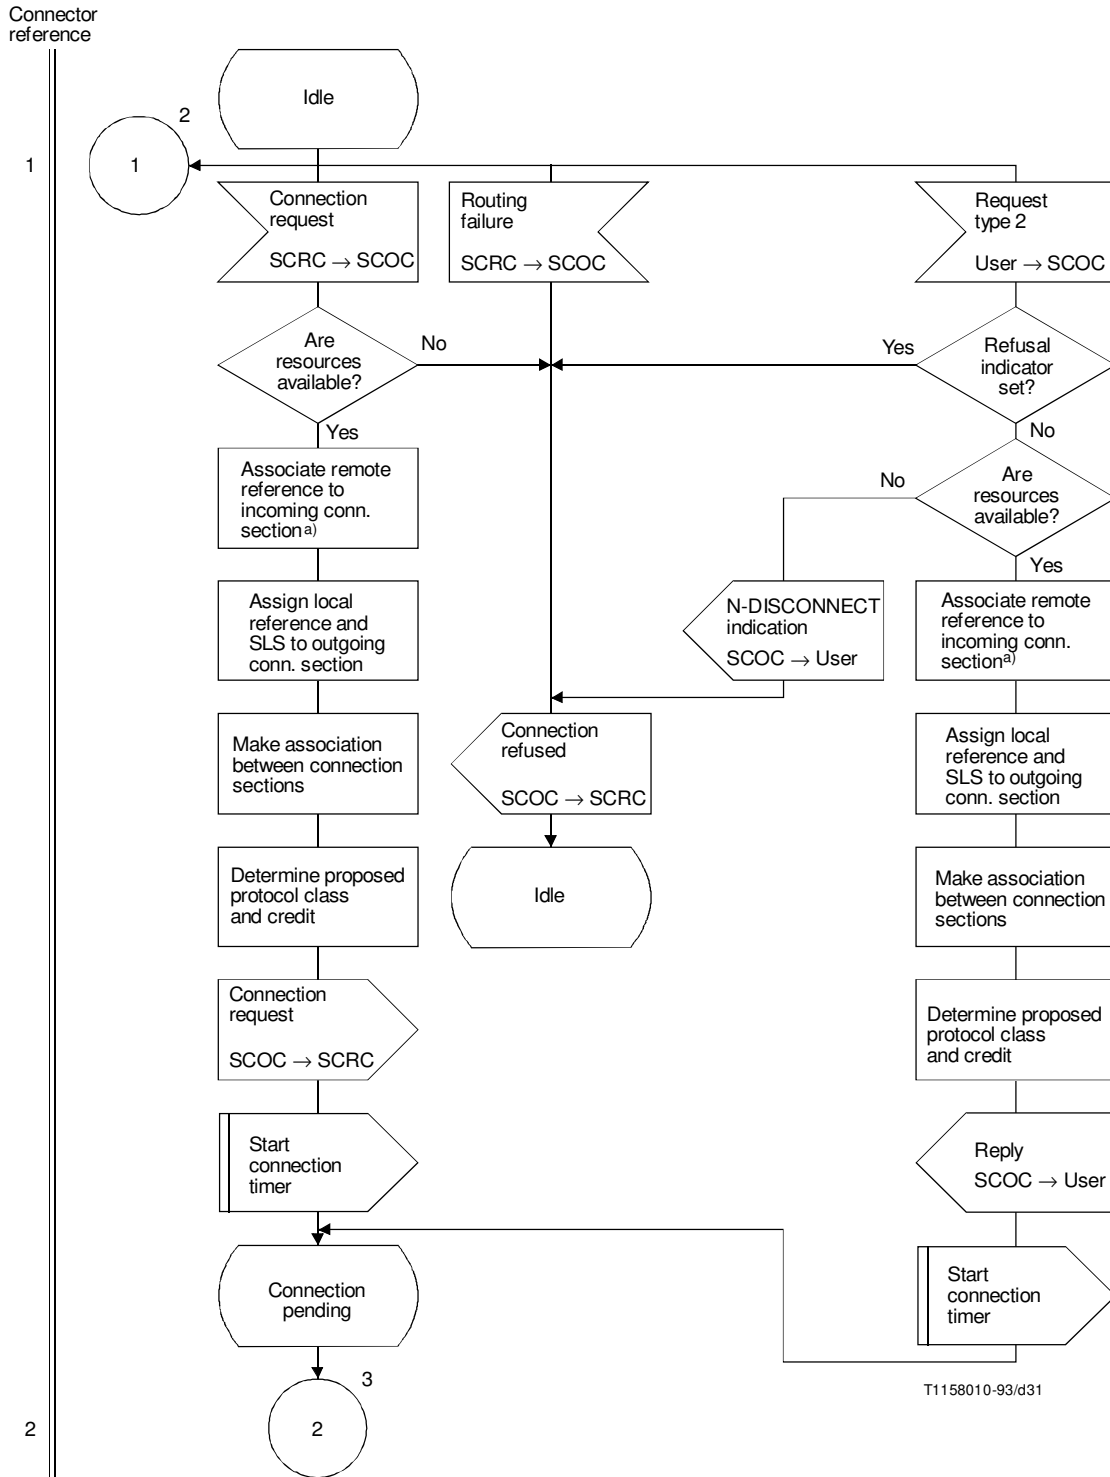 Connector
reference
Idle
2
1
1
Connection
request
SCRC → SCOC
Routing
failure
SCRC → SCOC
Request
type 2
User → SCOC
Are
resources
available?
No
Yes
Refusal
indicator
set?
Yes
No
Associate remote
reference to
incoming conn.
section a)
No
Are
resources
available?
Yes
Assign local
reference and
SLS to outgoing
conn. section
N-DISCONNECT
indication
SCOC → User
Associate remote
reference to
incoming conn.
section a)
Make association
between connection
sections
Connection
refused
SCOC → SCRC
Assign local
reference and
SLS to outgoing
conn. section
Determine proposed
protocol class
and credit
Idle
Make association
between connection
sections
Connection
request
SCOC → SCRC
Determine proposed
protocol class
and credit
Start
connection
timer
Reply
SCOC → User
Connection
pending
Start
connection
timer
3
T1158010-93/d31
2
2